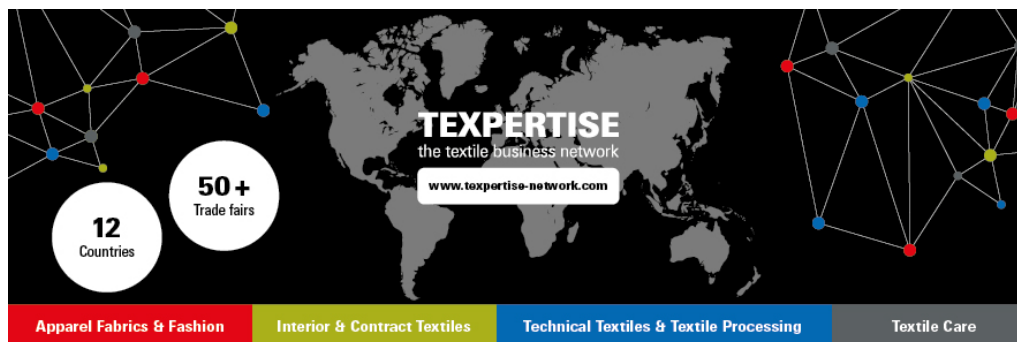 TEXPERTISE
the textile business network
www.texpertise-network.com
50+
Trade fairs
12
Countries
Apparel Fabrics & Fashion
Interior & Contract Textiles
Technical Textiles & Textile Processing
Textile Care